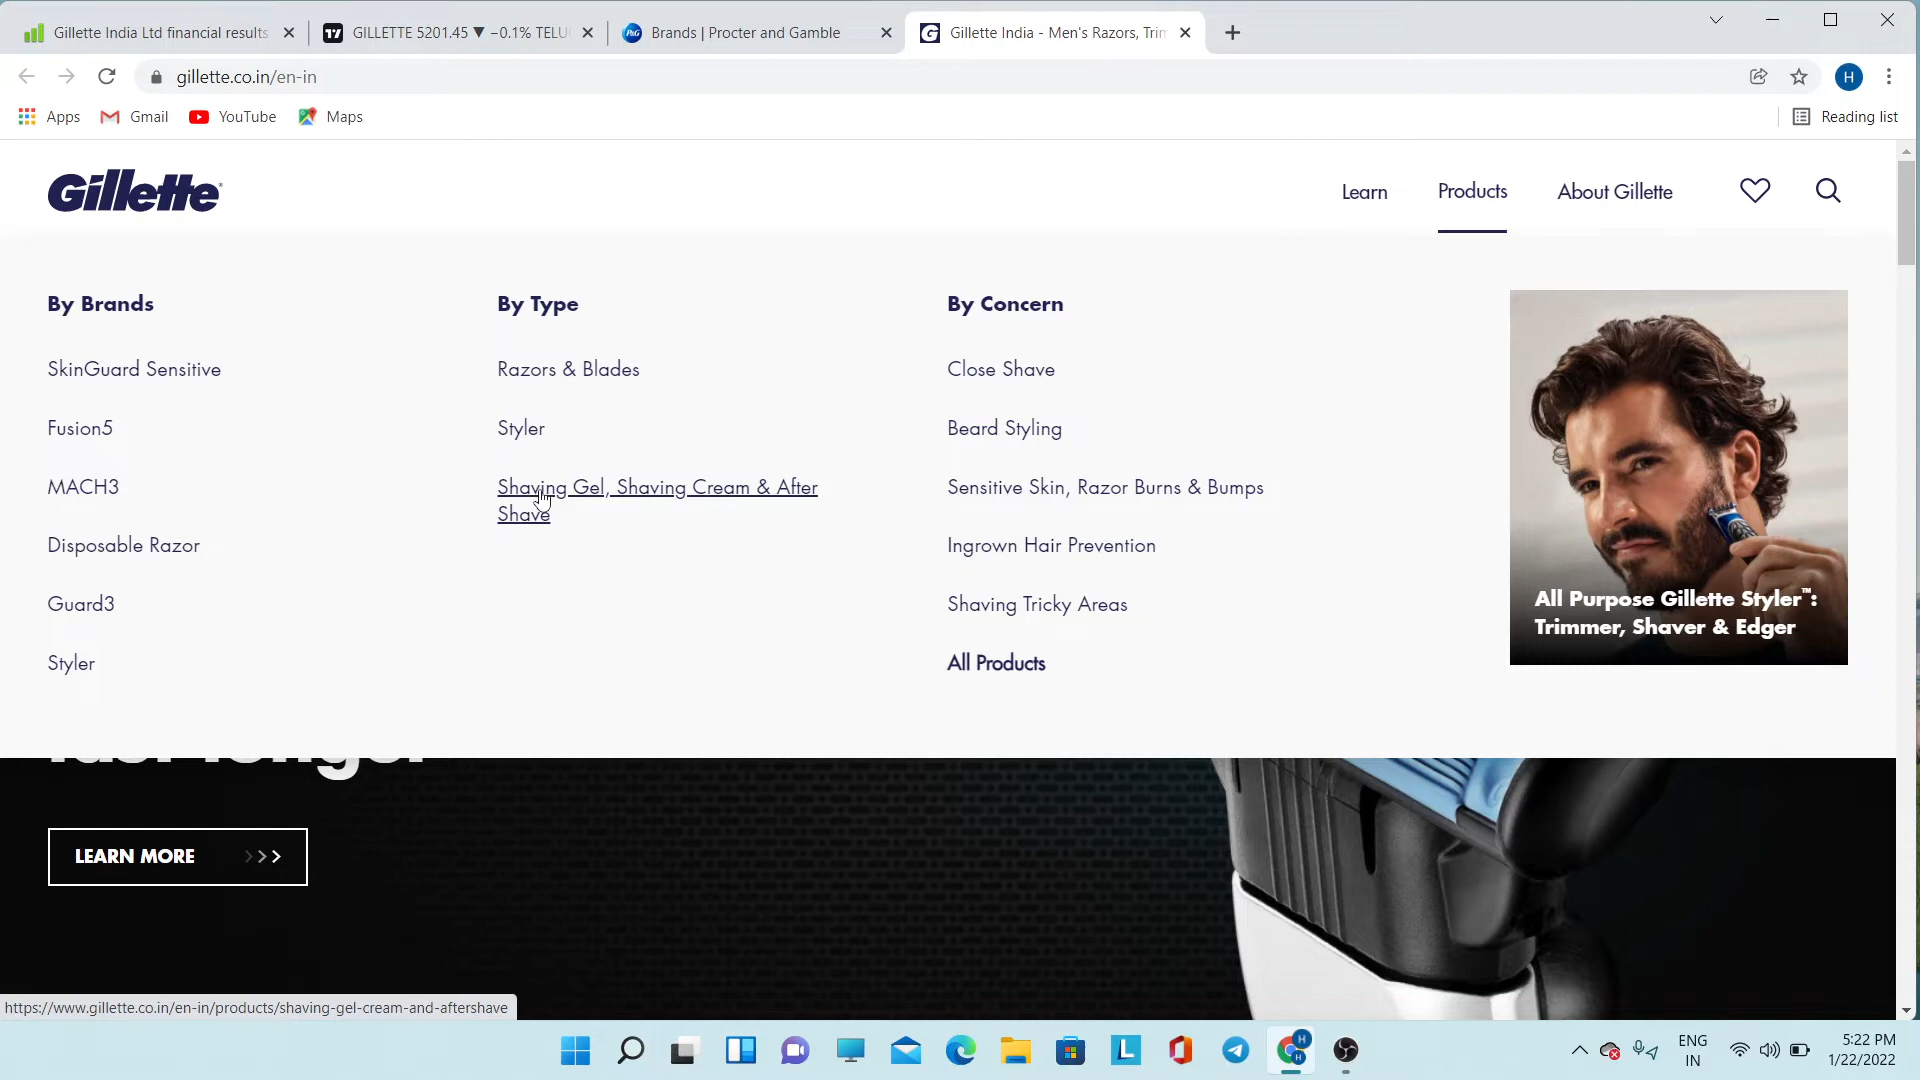 Gillette India Ltd financial results
GILLETTE 5201.45 ▼ −0.1%
Brands | Procter and Gamble
Gillette India - Men's Razors,
gillette.co.in/en-in
H
Apps
Gmail
YouTube
Maps
Reading list
Gillette
Learn
Products
About Gillette
By Brands
SkinGuard Sensitive
Fusion5
MACH3
Disposable Razor
Guard3
Styler
By Type
Razors & Blades
Styler
Shaving Gel, Shaving Cream & After
Shave
By Concern
Close Shave
Beard Styling
Sensitive Skin, Razor Burns & Bumps
Ingrown Hair Prevention
Shaving Tricky Areas
All Products
All Purpose Gillette Styler™:
Trimmer, Shaver & Edger
LEARN MORE
https://www.gillette.co.in/en-in/products/shaving-gel-cream-and-aftershave
ENG
IN
5:22 PM
1/22/2022